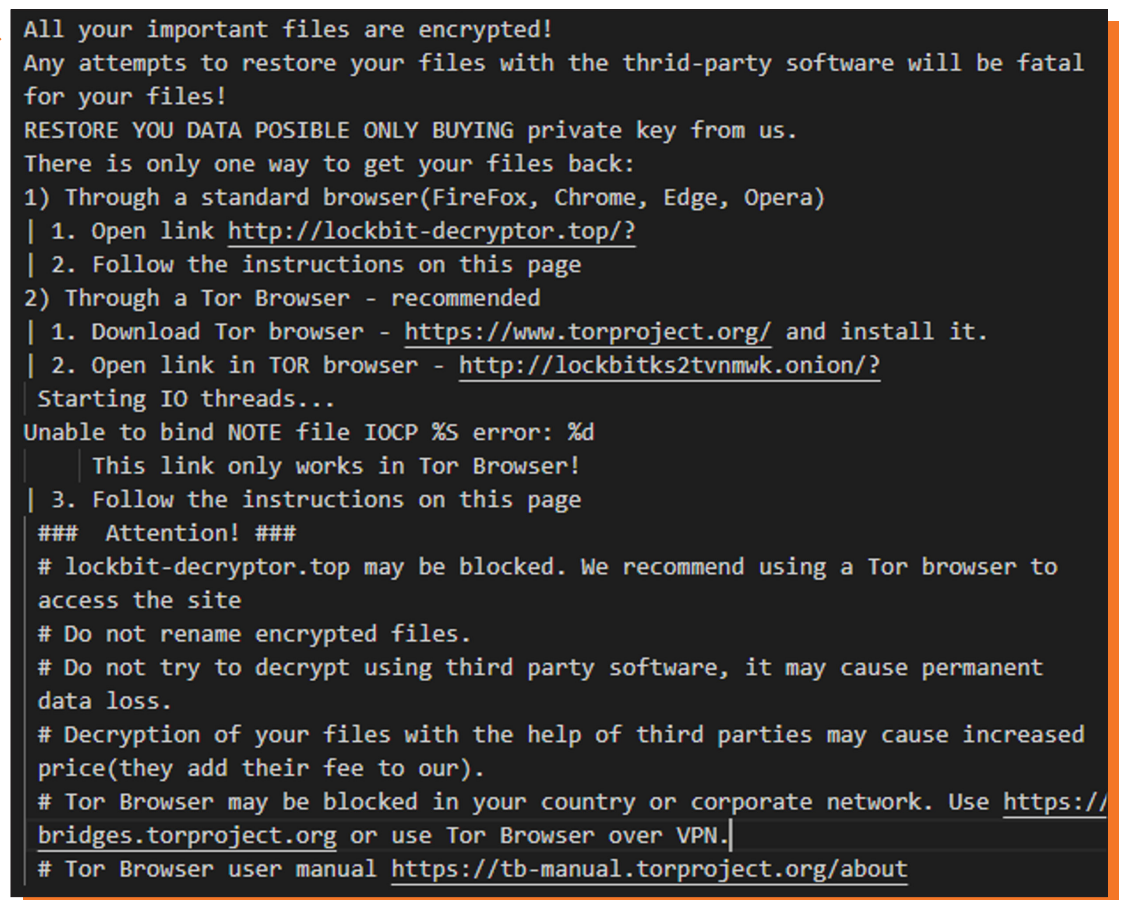 All your important files are encrypted!
Any attempts to restore your files with the thrid-party software will be fatal
for your files!
RESTORE YOU DATA POSIBLE ONLY BUYING private key from us.
There is only one way to get your files back:
1) Through a standard browser(FireFox, Chrome, Edge, Opera)
| 1. Open link http://lockbit-decryptor.top/?
| 2. Follow the instructions on this page
2) Through a Tor Browser - recommended
| 1. Download Tor browser - https://www.torproject.org/ and install it.
| 2. Open link in TOR browser - http://lockbitks2tvnmwk.onion/?
Starting IO threads...
Unable to bind NOTE file IOCP %S error: %d
This link only works in Tor Browser!
| 3. Follow the instructions on this page
###  Attention! ###
# lockbit-decryptor.top may be blocked. We recommend using a Tor browser to
access the site
# Do not rename encrypted files.
# Do not try to decrypt using third party software, it may cause permanent
data loss.
# Decryption of your files with the help of third parties may cause increased
price(they add their fee to our).
# Tor Browser may be blocked in your country or corporate network. Use https://
bridges.torproject.org or use Tor Browser over VPN.
# Tor Browser user manual https://tb-manual.torproject.org/about